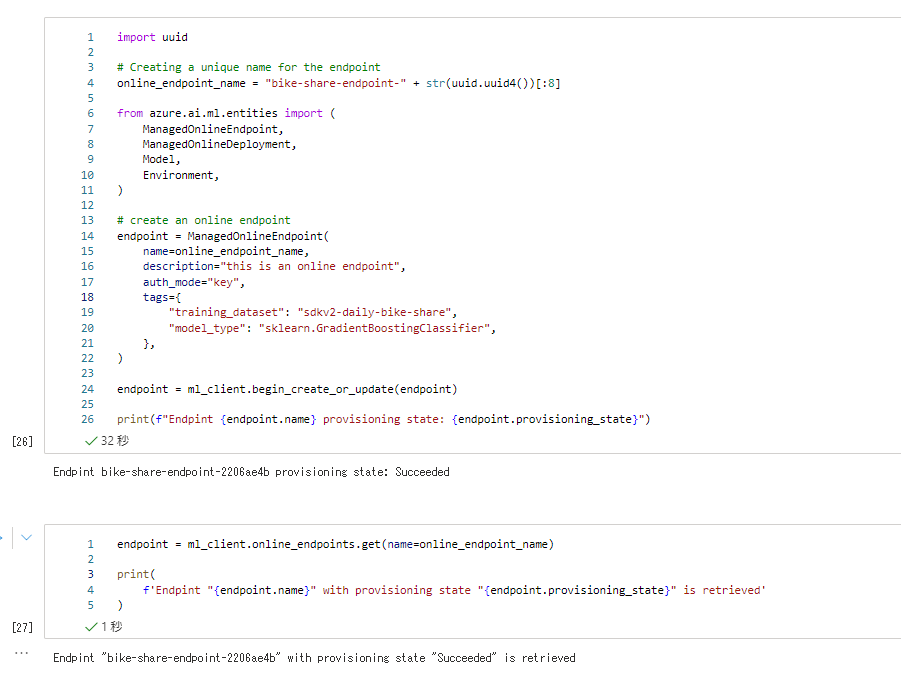 1 import uuid
2
3 # Creating a unique name for the endpoint
4 online_endpoint_name = "bike-share-endpoint-" + str(uuid.uuid4())[:8]
5
6 from azure.ai.ml.entities import (
7     ManagedOnlineEndpoint,
8     ManagedOnlineDeployment,
9     Model,
10     Environment,
11 )
12
13 # create an online endpoint
14 endpoint = ManagedOnlineEndpoint(
15     name=online_endpoint_name,
16     description="this is an online endpoint",
17     auth_mode="key",
18     tags={
19         "training_dataset": "sdkv2-daily-bike-share",
20         "model_type": "sklearn.GradientBoostingClassifier",
21     },
22 )
23
24 endpoint = ml_client.begin_create_or_update(endpoint)
25
26 print(f"Endpint {endpoint.name} provisioning state: {endpoint.provisioning_state}")
[26] ✓ 32 秒
Endpint bike-share-endpoint-2206ae4b provisioning state: Succeeded
1 endpoint = ml_client.online_endpoints.get(name=online_endpoint_name)
2
3 print(
4     f'Endpint "{endpoint.name}" with provisioning state "{endpoint.provisioning_state}" is retrieved'
5 )
[27] ✓ 1 秒
... Endpint "bike-share-endpoint-2206ae4b" with provisioning state "Succeeded" is retrieved